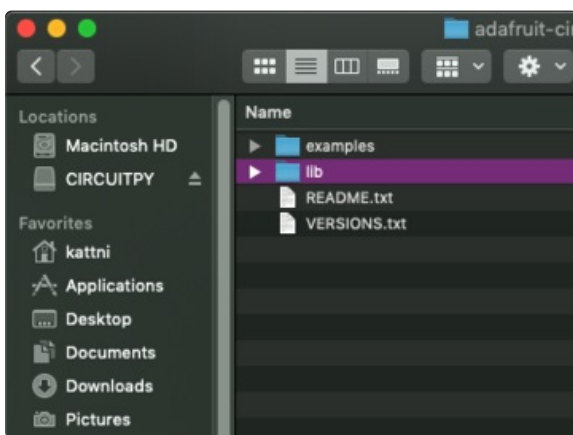 adafruit-cir
Locations
Macintosh HD
CIRCUITPY
Favorites
kattni
Applications
Desktop
Documents
Downloads
Pictures
Name
examples
lib
README.txt
VERSIONS.txt